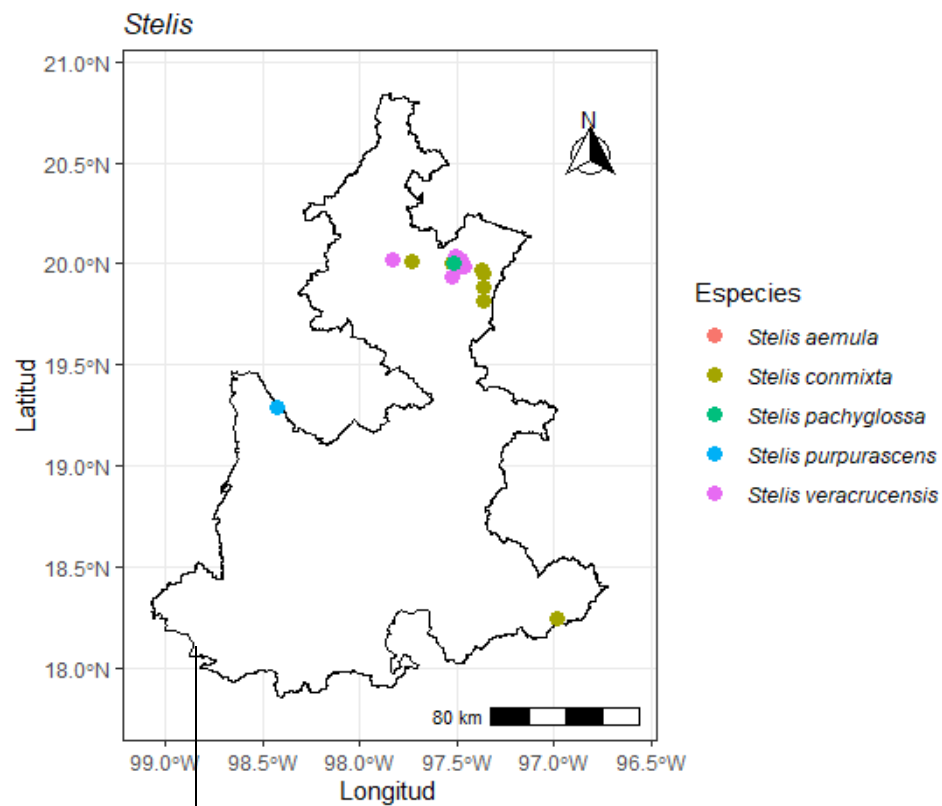 Stelis
21.0°N
20.5°N
20.0°N
19.5°N
19.0°N
18.5°N
18.0°N
Latitud
N
80 km
99.0°W 98.5°W 98.0°W 97.5°W 97.0°W 96.5°W
Longitud
Especies
Stelis aemula
Stelis conmixta
Stelis pachyglossa
Stelis purpurascens
Stelis veracrucensis